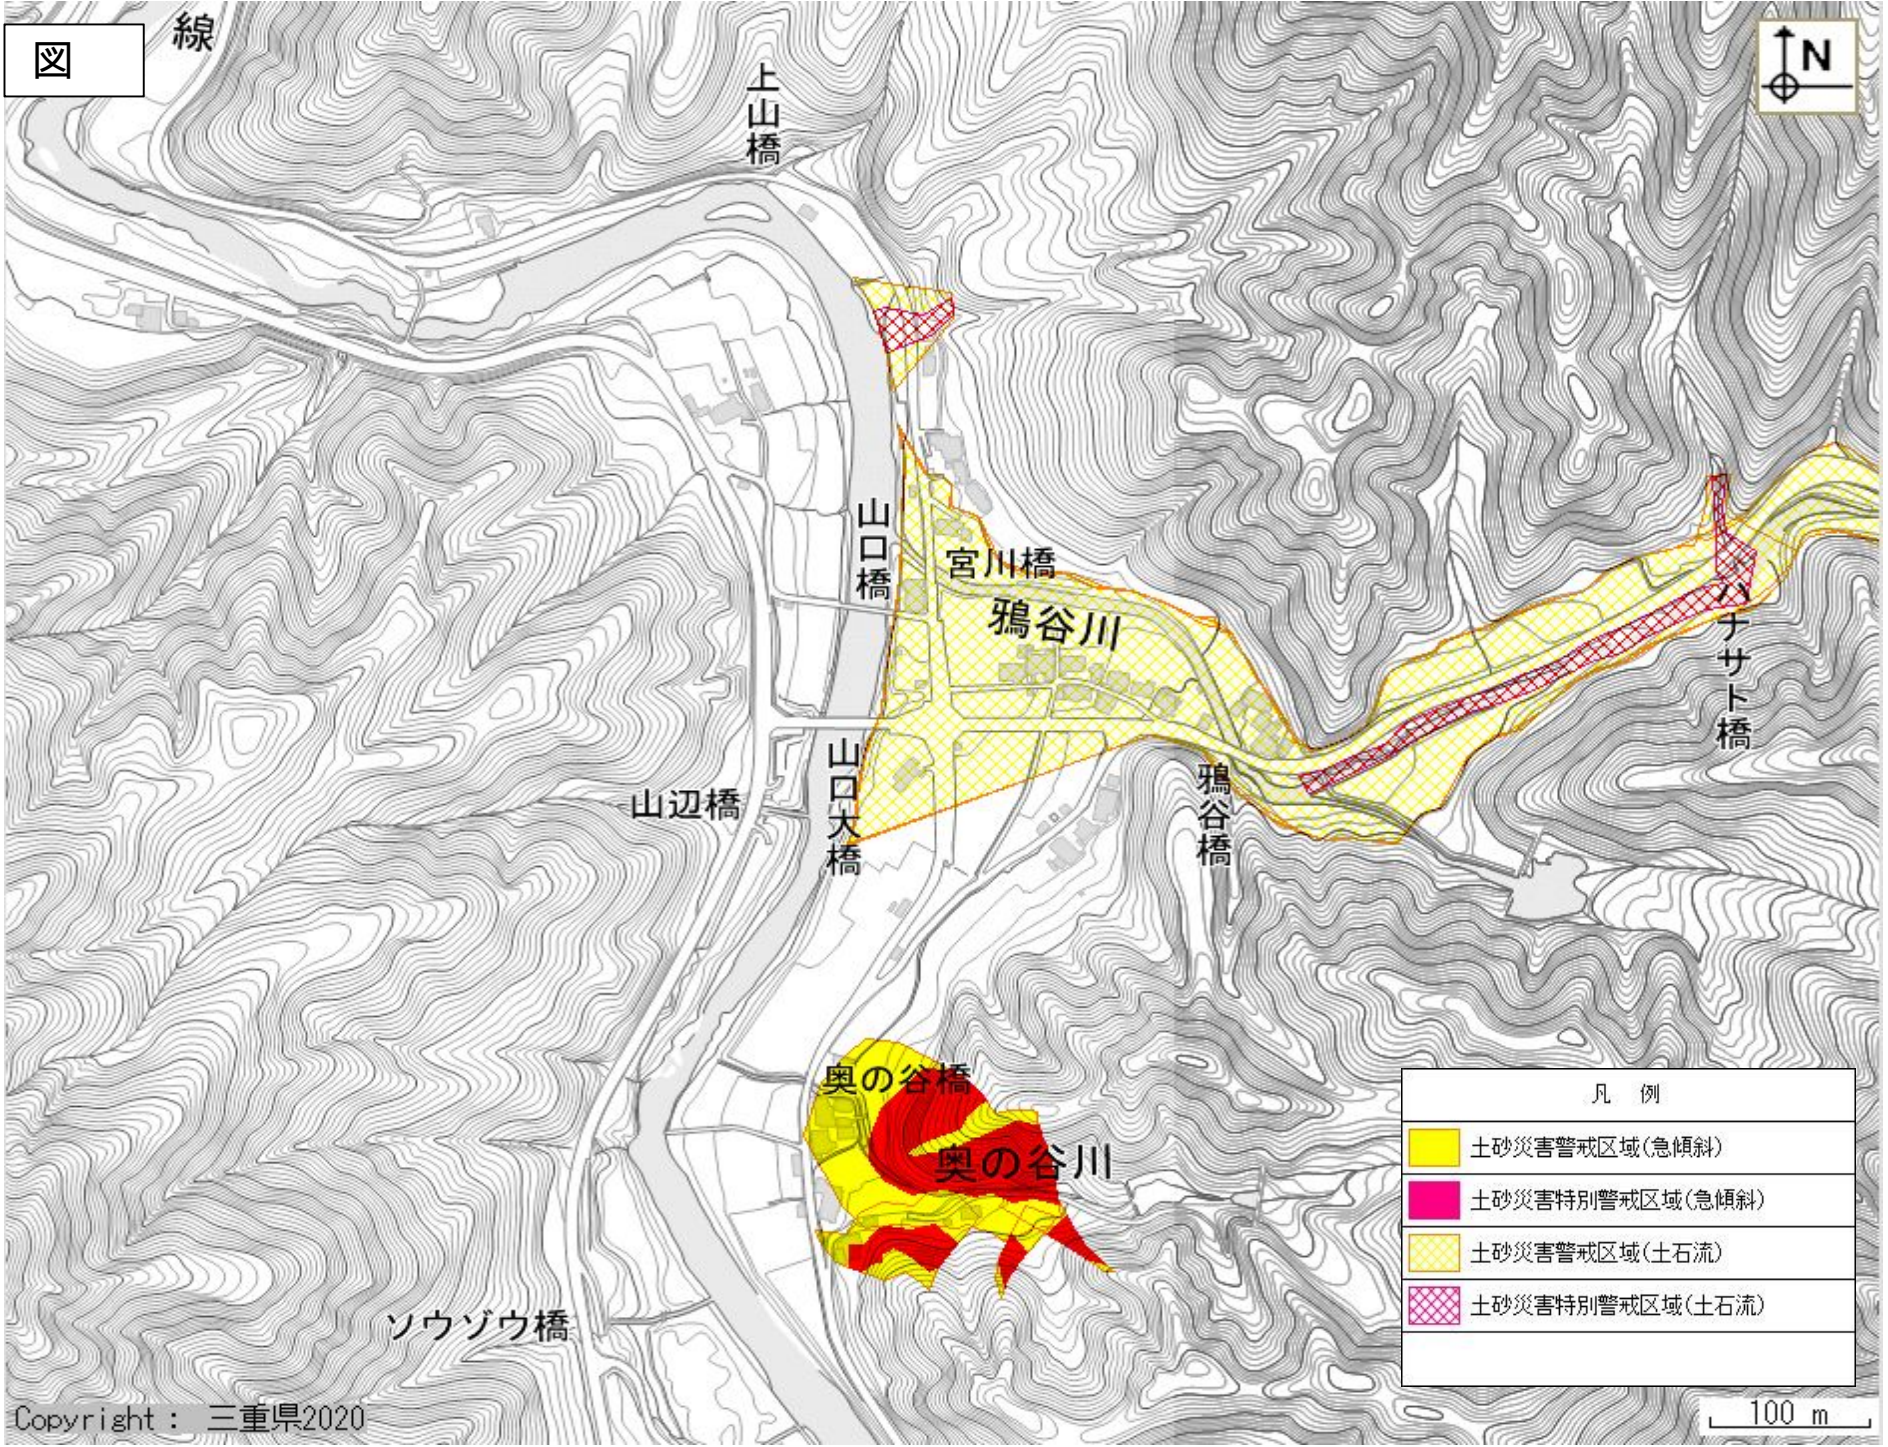 図
線
N
上山橋
山口橋
宮川橋
鴉谷川
ハナサト橋
山口大橋
山辺橋
鴉谷橋
奥の谷橋
奥の谷川
ソウゾウ橋
凡 例
土砂災害警戒区域(急傾斜)
土砂災害特別警戒区域(急傾斜)
土砂災害警戒区域(土石流)
土砂災害特別警戒区域(土石流)
Copyright : 三重県2020
100 m